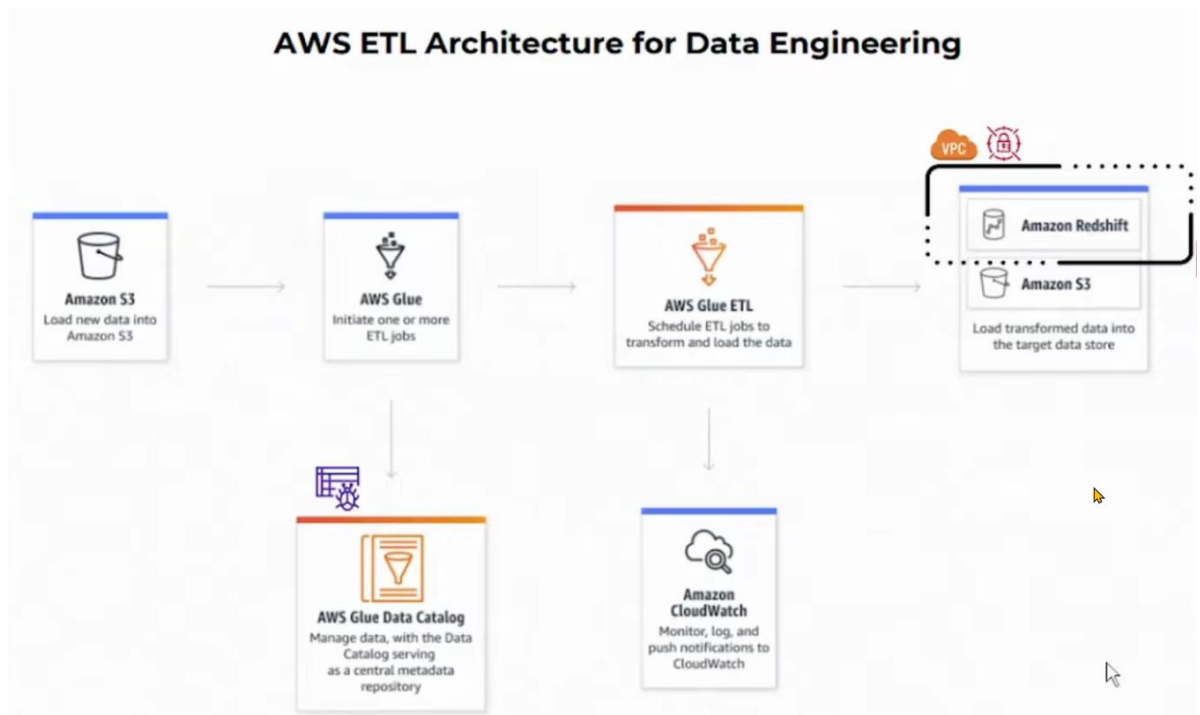 AWS ETL Architecture for Data Engineering
VPC
Amazon S3
Load new data into
Amazon S3
AWS Glue
Initiate one or more
ETL jobs
AWS Glue ETL
Schedule ETL jobs to
transform and load the data
Amazon Redshift
Amazon S3
Load transformed data into
the target data store
AWS Glue Data Catalog
Manage data, with the Data
Catalog serving
as a central metadata
repository
Amazon
CloudWatch
Monitor, log, and
push notifications to
CloudWatch